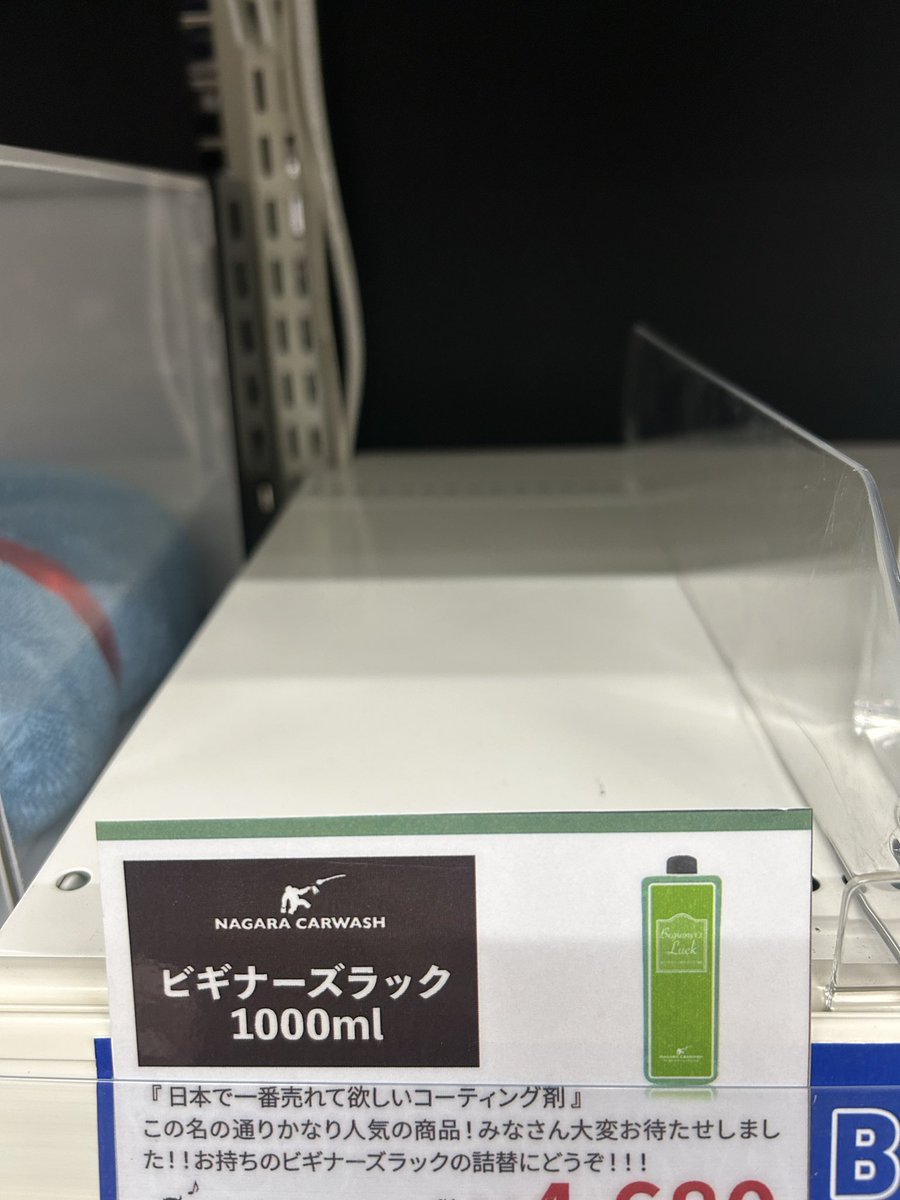 NAGARA CARWASH
ビギナーズラック
1000ml
Beginner's
Luck
NAGARA CARWASH
『 日本で一番売れて欲しいコーティング剤 』
この名の通りかなり人気の商品！みなさん大変お待たせしまし
た！！お持ちのビギナーズラックの詰替にどうぞ！！！
B